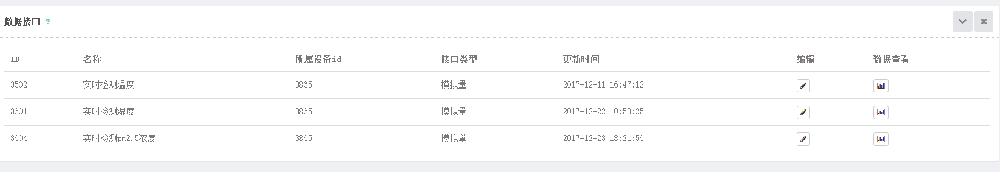 数据接口 ?
ID 名称 所属设备id 接口类型 更新时间 编辑 数据查看
3502 实时检测温度 3865 模拟量 2017-12-11 16:47:12
3601 实时检测湿度 3865 模拟量 2017-12-22 10:53:25
3604 实时检测pm2.5浓度 3865 模拟量 2017-12-23 18:21:56